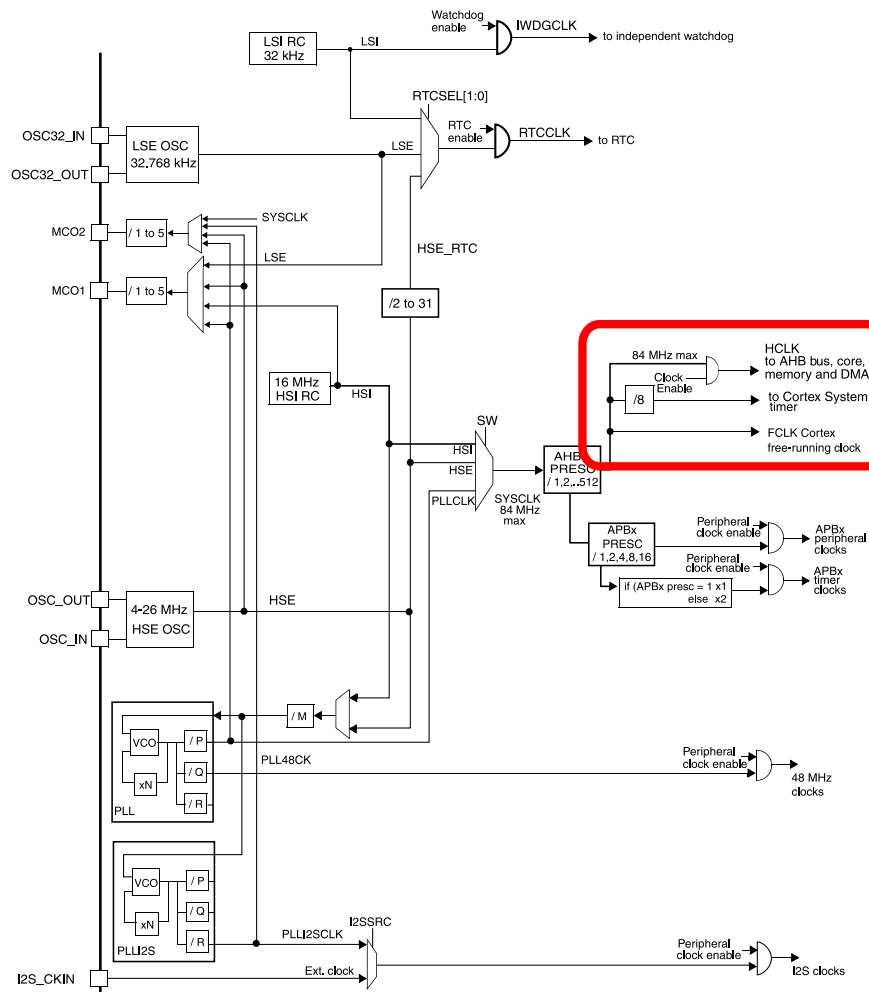 Watchdog
enable
IWDGCLK
to independent watchdog
LSI RC
32 kHz
LSI
RTCSEL[1:0]
OSC32_IN
LSE OSC
32.768 kHz
OSC32_OUT
LSE
RTC
enable
RTCCLK
to RTC
MCO2
/ 1 to 5
SYSCLK
LSE
HSE_RTC
MCO1
/ 1 to 5
/2 to 31
16 MHz
HSI RC
HSI
84 MHz max
Clock
Enable
HCLK
to AHB bus, core,
memory and DMA
/8
to Cortex System
timer
FCLK Cortex
free-running clock
SW
HSI
HSE
PLLCLK
SYSCLK
84 MHz
max
AHB
PRESC
/ 1,2,..512
APBx
PRESC
/ 1,2,4,8,16
Peripheral
clock enable
APBx
peripheral
clocks
Peripheral
clock enable
APBx
timer
clocks
if (APBx presc = 1 x1
else x2
OSC_OUT
4-26 MHz
HSE OSC
HSE
OSC_IN
/ M
VCO
/ P
PLL48CK
/ Q
xN
/ R
PLL
Peripheral
clock enable
48 MHz
clocks
VCO
/ P
/ Q
xN
/ R
PLLI2S
PLLI2SCLK
I2SSRC
Peripheral
clock enable
I2S clocks
I2S_CKIN
Ext. clock